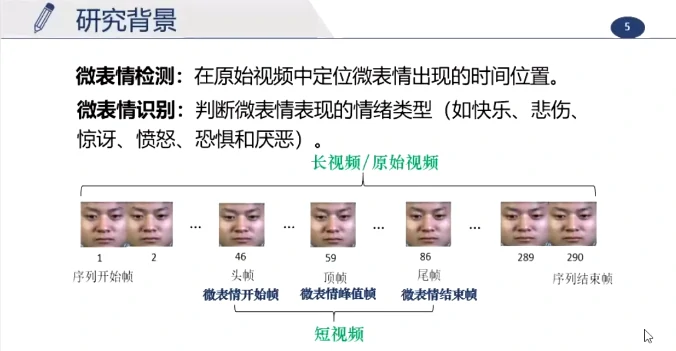 研究背景
5
微表情检测：在原始视频中定位微表情出现的时间位置。
微表情识别：判断微表情表现的情绪类型（如快乐、悲伤、
惊讶、愤怒、恐惧和厌恶）。
长视频/原始视频
... ... ... ...
1 2 46 59 86 289 290
序列开始帧 头帧 顶帧 尾帧 序列结束帧
微表情开始帧 微表情峰值帧 微表情结束帧
短视频